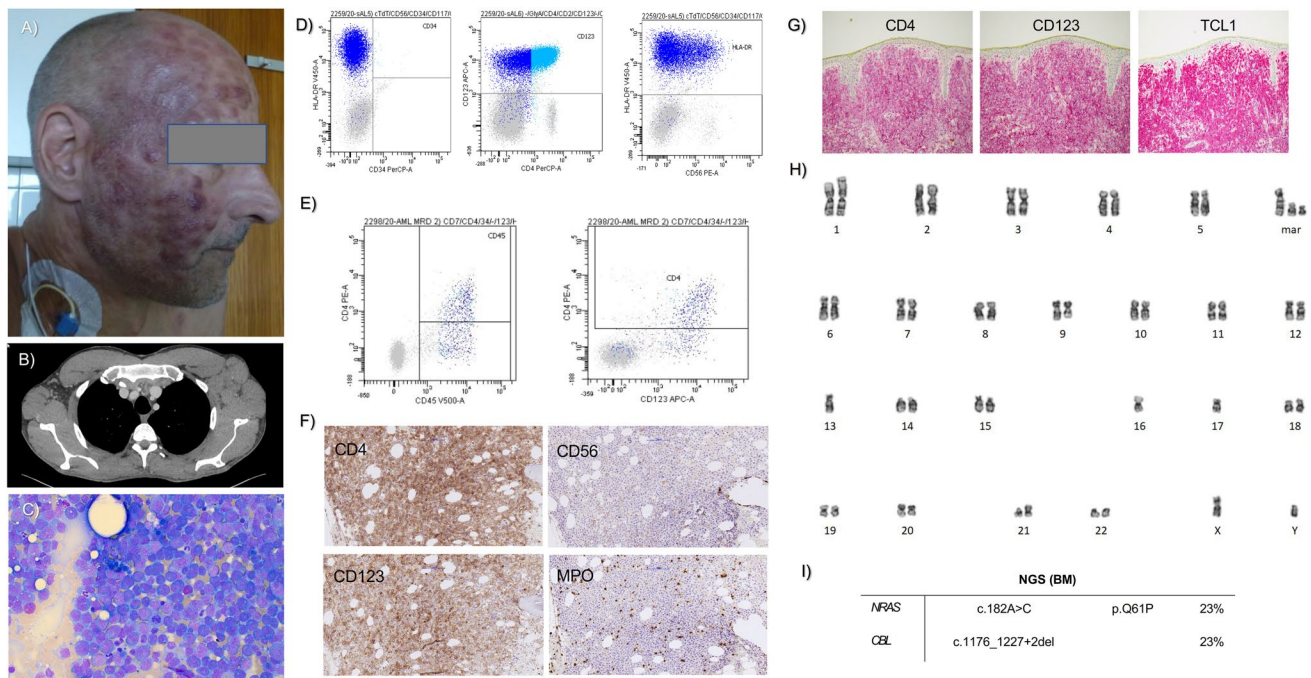 A)
B)
C)
D)
2259/20-sAL5) cTdT/CD56/CD34/CD117/(
CD34
HLA-DR V450-A
CD34 PerCP-A
2259/20-sAL6) -/GlyA/CD4/CD2/CD123/-/C
CD123
CD123 APC-A
CD4 PerCP-A
2259/20-sAL5) cTdT/CD56/CD34/CD117/(
HLA-DR
HLA-DR V450-A
CD56 PE-A
E)
2298/20-AML MRD 2) CD7/CD4/34/-/123/H
CD45
CD4 PE-A
CD45 V500-A
2298/20-AML MRD 2) CD7/CD4/34/-/123/H
CD4
CD4 PE-A
CD123 APC-A
F)
CD4
CD56
CD123
MPO
G)
CD4 CD123 TCL1
H)
1 2 3 4 5 mar
6 7 8 9 10 11 12
13 14 15 16 17 18
19 20 21 22 X Y
I)
NGS (BM)
NRAS c.182A>C p.Q61P 23%
CBL c.1176_1227+2del 23%